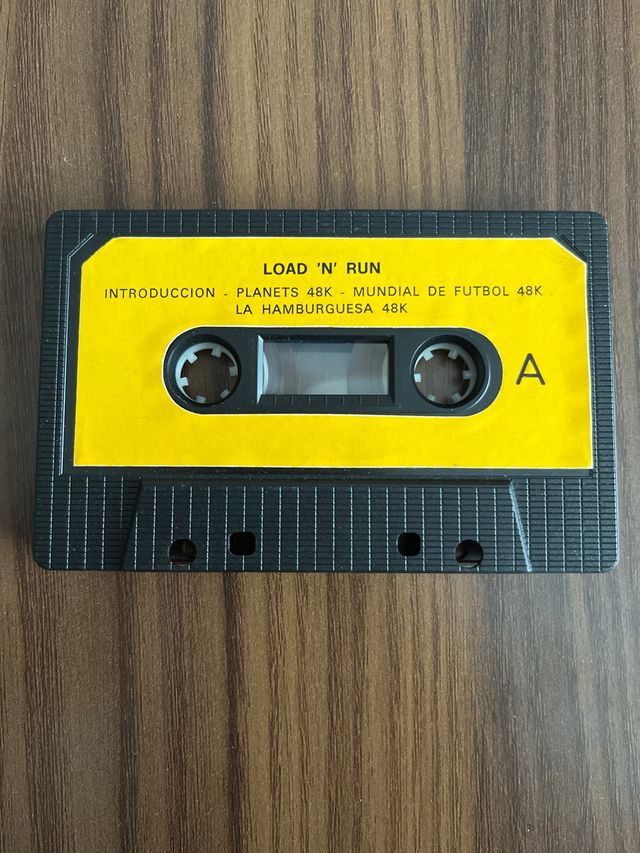 LOAD 'N' RUN
INTRODUCCION - PLANETS 48K - MUNDIAL DE FUTBOL 48K
LA HAMBURGUESA 48K
A